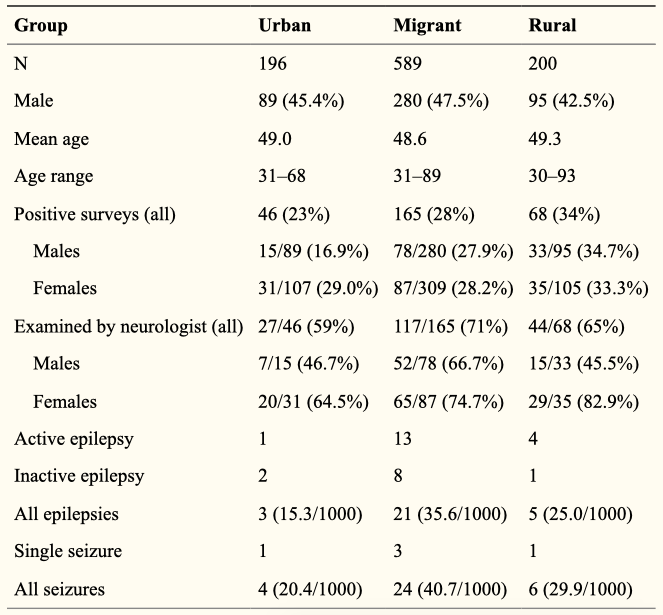 Group Urban Migrant Rural
N 196 589 200
Male 89 (45.4%) 280 (47.5%) 95 (42.5%)
Mean age 49.0 48.6 49.3
Age range 31–68 31–89 30–93
Positive surveys (all) 46 (23%) 165 (28%) 68 (34%)
Males 15/89 (16.9%) 78/280 (27.9%) 33/95 (34.7%)
Females 31/107 (29.0%) 87/309 (28.2%) 35/105 (33.3%)
Examined by neurologist (all) 27/46 (59%) 117/165 (71%) 44/68 (65%)
Males 7/15 (46.7%) 52/78 (66.7%) 15/33 (45.5%)
Females 20/31 (64.5%) 65/87 (74.7%) 29/35 (82.9%)
Active epilepsy 1 13 4
Inactive epilepsy 2 8 1
All epilepsies 3 (15.3/1000) 21 (35.6/1000) 5 (25.0/1000)
Single seizure 1 3 1
All seizures 4 (20.4/1000) 24 (40.7/1000) 6 (29.9/1000)